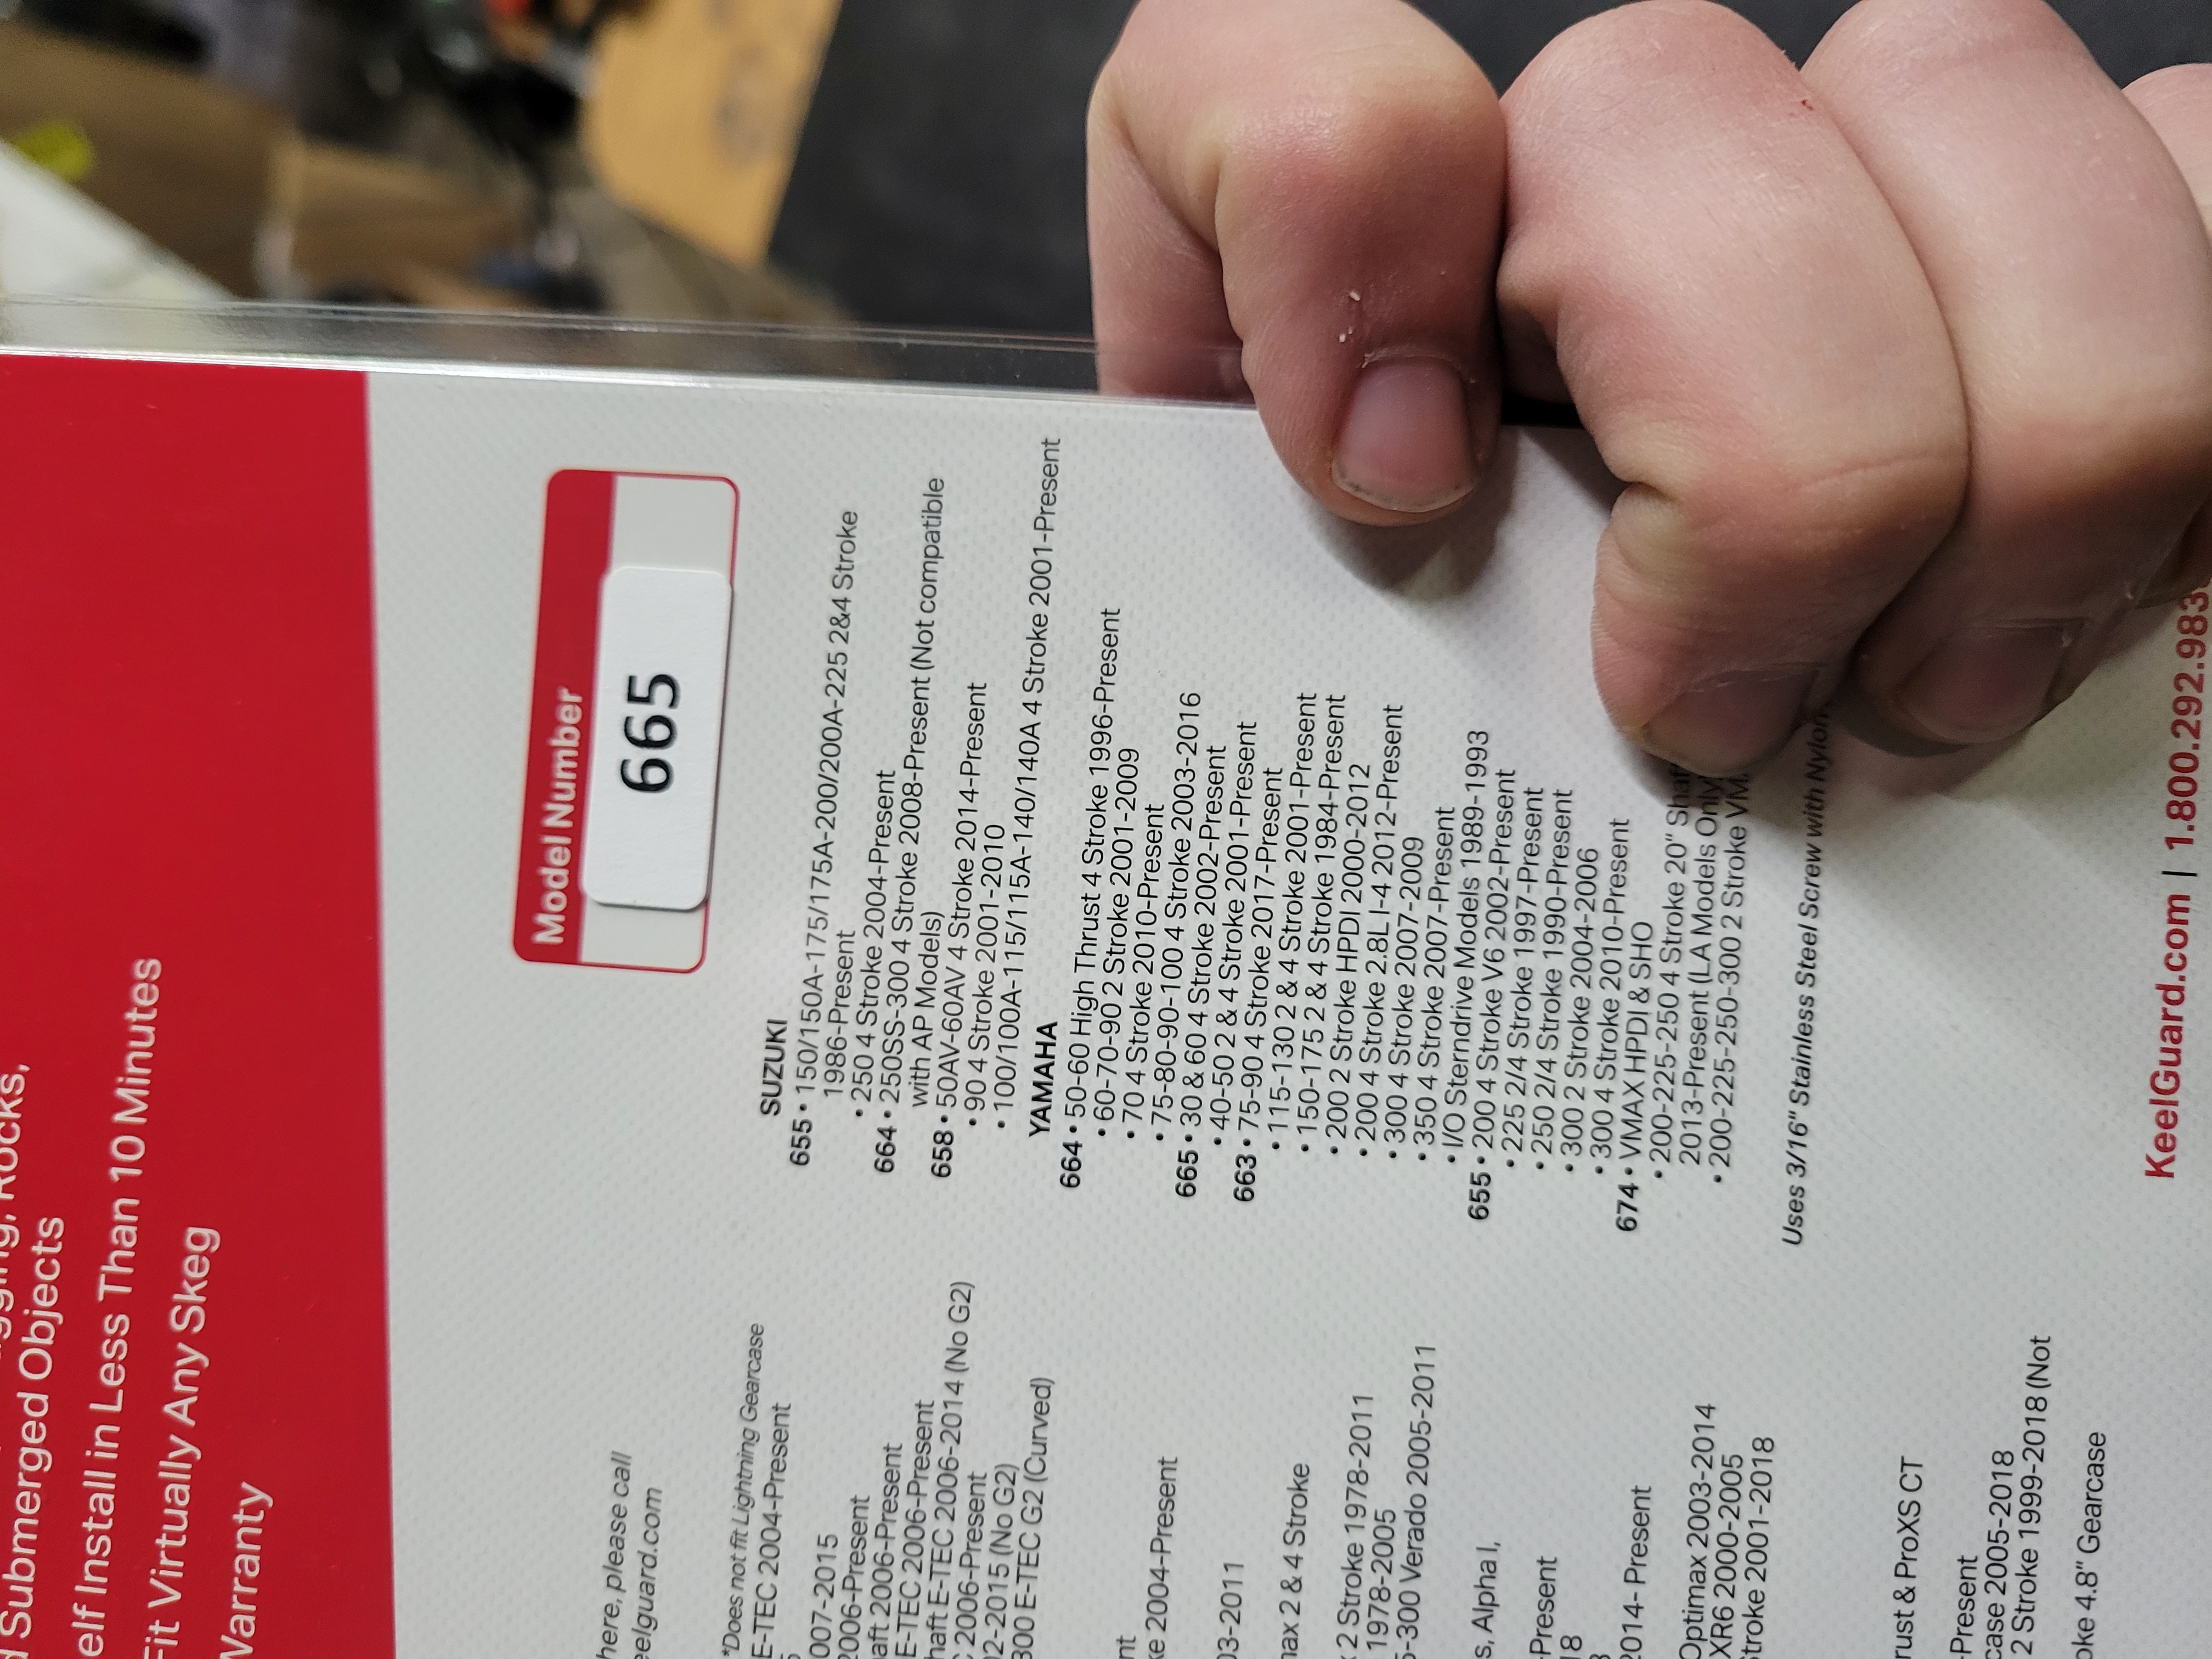 Submerged Objects
elf Install in Less Than 10 Minutes
Fit Virtually Any Skeg
Warranty
Model Number
665
here, please call
eelguard.com
*Does not fit Lightning Gearcase
E-TEC 2004-Present
007-2015
2006-Present
aft 2006-Present
E-TEC 2006-Present
haft E-TEC 2006-2014 (No G2)
2006-Present
02-2015 (No G2)
300 E-TEC G2 (Curved)
nt
ke 2004-Present
03-2011
max 2 & 4 Stroke
2 Stroke 1978-2011
1978-2005
-300 Verado 2005-2011
s, Alpha I,
-Present
18
2014- Present
Optimax 2003-2014
XR6 2000-2005
troke 2001-2018
rust & ProXS CT
-Present
case 2005-2018
2 Stroke 1999-2018 (Not
oke 4.8" Gearcase
SUZUKI
655 • 150/150A-175/175A-200/200A-225 2&4 Stroke
1986-Present
• 250 4 Stroke 2004-Present
664 • 250SS-300 4 Stroke 2008-Present (Not compatible
with AP Models)
658 • 50AV-60AV 4 Stroke 2014-Present
• 90 4 Stroke 2001-2010
• 100/100A-115/115A-140/140A 4 Stroke 2001-Present
YAMAHA
664 • 50-60 High Thrust 4 Stroke 1996-Present
• 60-70-90 2 Stroke 2001-2009
• 70 4 Stroke 2010-Present
• 75-80-90-100 4 Stroke 2003-2016
665 • 30 & 60 4 Stroke 2002-Present
• 40-50 2 & 4 Stroke 2001-Present
663 • 75-90 4 Stroke 2017-Present
• 115-130 2 & 4 Stroke 2001-Present
• 150-175 2 & 4 Stroke 1984-Present
• 200 2 Stroke HPDI 2000-2012
• 200 4 Stroke 2.8L I-4 2012-Present
• 300 4 Stroke 2007-2009
• 350 4 Stroke 2007-Present
• I/O Sterndrive Models 1989-1993
655 • 200 4 Stroke V6 2002-Present
• 225 2/4 Stroke 1997-Present
• 250 2/4 Stroke 1990-Present
• 300 2 Stroke 2004-2006
• 300 4 Stroke 2010-Present
674 • VMAX HPDI & SHO
• 200-225-250 4 Stroke 20" Shaf
2013-Present (LA Models Only
• 200-225-250-300 2 Stroke VM
Uses 3/16" Stainless Steel Screw with Nylon
KeelGuard.com | 1.800.292.983